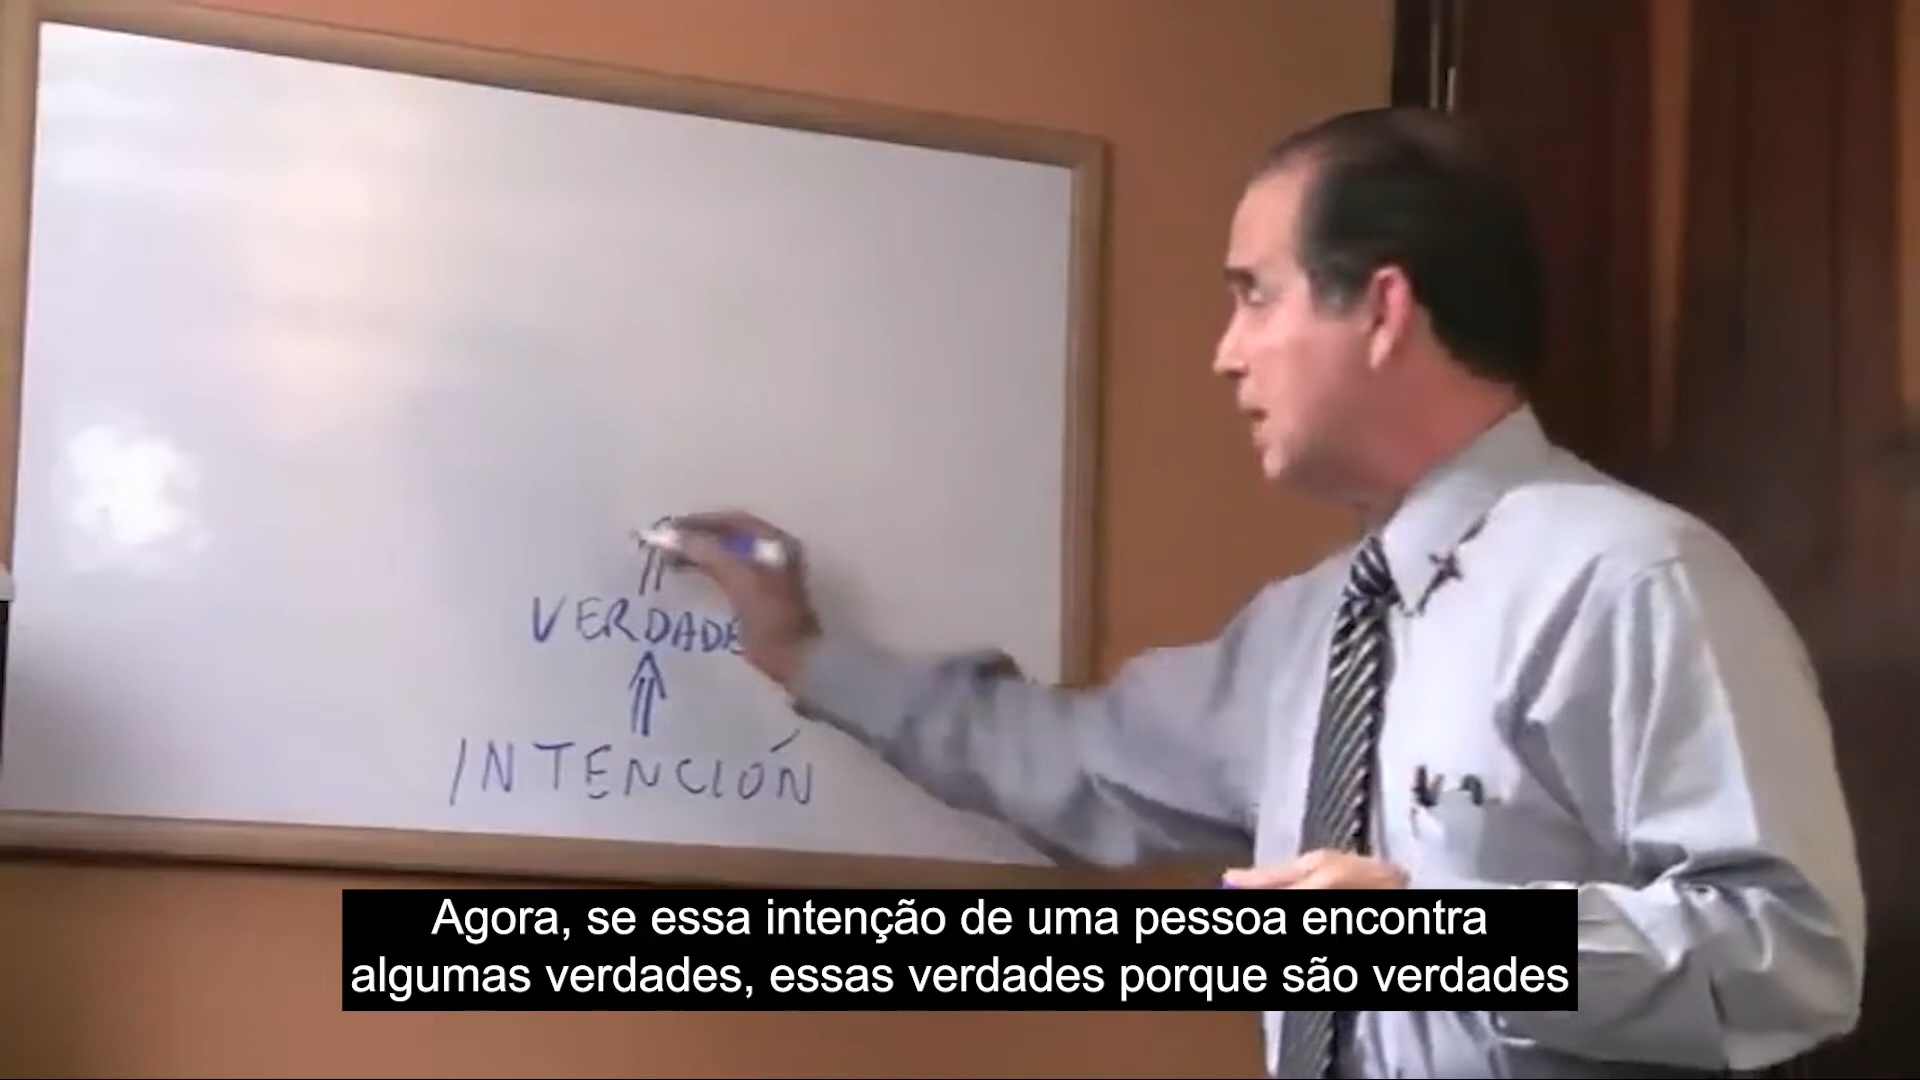 VERDADE
INTENCIÓN
Agora, se essa intenção de uma pessoa encontra
algumas verdades, essas verdades porque são verdades